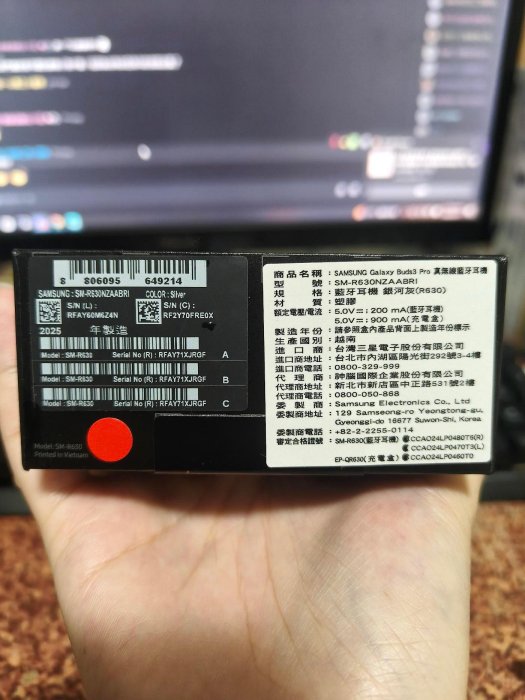 8 806095 649214
SAMSUNG : SM-R630NZAABRI COLOR : Silver
S/N (L) :
RFAY60M6Z4N
S/N (C) :
RF2Y70FRE0X
2025 年製造
Model : SM-R630 Serial No (R) : RFAY71XJRGF A
Model : SM-R630 Serial No (R) : RFAY71XJRGF B
Model : SM-R630 Serial No (R) : RFAY71XJRGF C
Model: SM-R630
Printed in Vietnam
商品名稱 : SAMSUNG Galaxy Buds3 Pro 真無線藍牙耳機
型號 : SM-R630NZAABRI
規格 : 藍牙耳機 銀河灰(R630)
材質 : 塑膠
額定電壓/電流 : 5.0V⎓: 200 mA(藍牙耳機)
5.0V⎓: 900 mA(充電盒)
製造年份 : 請參照盒內產品背面上製造年份標示
生產國別 : 越南
進口商 : 台灣三星電子股份有限公司
進口商地址 : 台北市內湖區陽光街292號3-4樓
進口商電話 : 0800-329-999
代理商 : 神腦國際企業股份有限公司
代理商地址 : 新北市新店區中正路531號2樓
代理商電話 : 0800-050-868
委製商 : Samsung Electronics Co., Ltd.
委製商地址 : 129 Samseong-ro Yeongtong-gu,
Gyeonggi-do 16677 Suwon-Shi, Korea
委製商電話 : +82-2-2255-0114
審定合格證號 : SM-R630(藍牙耳機) CCAO24LP0480T6(R)
CCAO24LP0470T3(L)
EP-QR630(充電盒) CCAO24LP0460T0